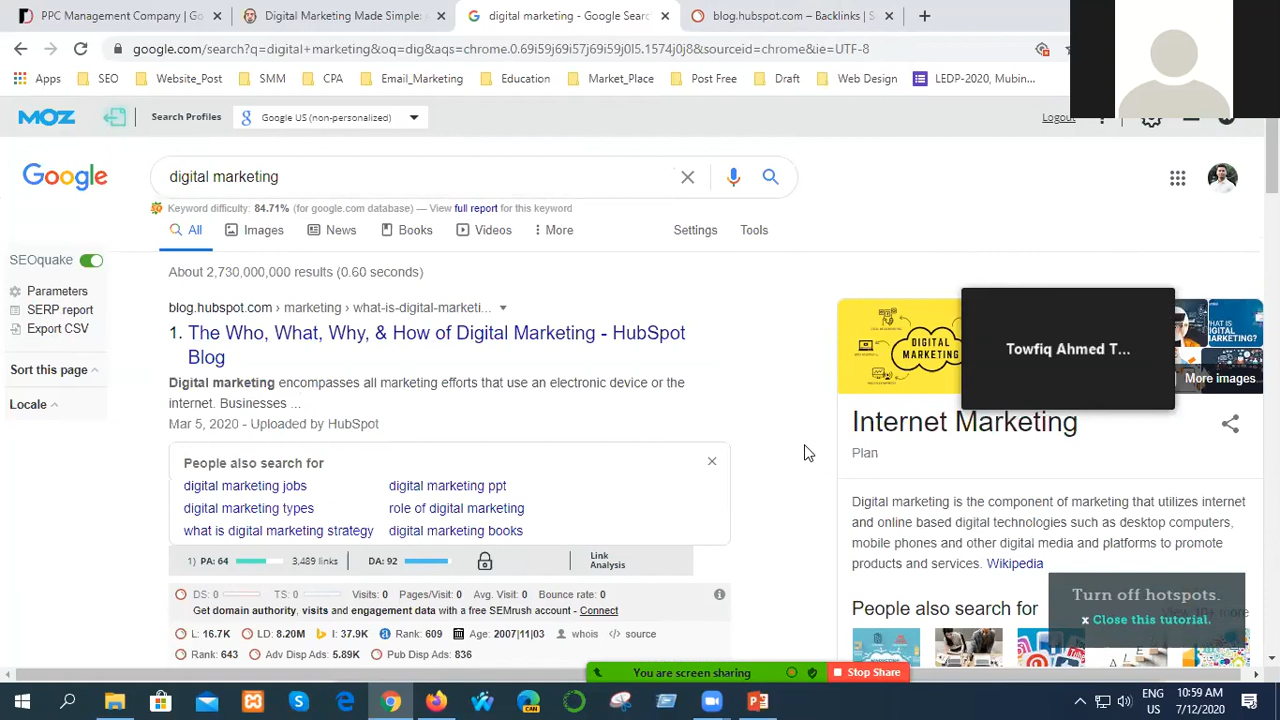 PPC Management Company | Go
Digital Marketing Made Simple:
digital marketing - Google Searc
blog.hubspot.com – Backlinks | S
google.com/search?q=digital+marketing&oq=dig&aqs=chrome.0.69i59j69i57j69i59j0l5.1574j0j8&sourceid=chrome&ie=UTF-8
Apps SEO Website_Post SMM CPA Email_Marketing Education Market_Place Post Free Draft Web Design LEDP-2020, Mubin...
MOZ Search Profiles Google US (non-personalized) Logout
Google digital marketing
Keyword difficulty: 84.71% (for google.com database) — View full report for this keyword
All Images News Books Videos More Settings Tools
SEOquake
Parameters
SERP report
Export CSV
Sort this page
Locale
About 2,730,000,000 results (0.60 seconds)
blog.hubspot.com › marketing › what-is-digital-marketi...
1. The Who, What, Why, & How of Digital Marketing - HubSpot
Blog
Digital marketing encompasses all marketing efforts that use an electronic device or the
internet. Businesses ...
Mar 5, 2020 - Uploaded by HubSpot
People also search for
digital marketing jobs digital marketing ppt
digital marketing types role of digital marketing
what is digital marketing strategy digital marketing books
1) PA: 64 3,489 links DA: 92 Link
Analysis
DS: 0 TS: 0 Visits: 0 Pages/Visit: 0 Avg. Visit: 0 Bounce rate: 0
Get domain authority, visits and engagement data with a free SEMrush account - Connect
L: 16.7K LD: 8.20M I: 37.9K Rank: 609 Age: 2007|11|03 whois source
Rank: 643 Adv Disp Ads: 5.89K Pub Disp Ads: 836
DIGITAL
MARKETING
Towfiq Ahmed T...
WHAT IS
DIGITAL
MARKETING?
More images
Internet Marketing
Plan
Digital marketing is the component of marketing that utilizes internet
and online based digital technologies such as desktop computers,
mobile phones and other digital media and platforms to promote
products and services. Wikipedia
People also search for
View 10+ more
Turn off hotspots.
x Close this tutorial.
You are screen sharing Stop Share
CAN
ENG
US
10:59 AM
7/12/2020